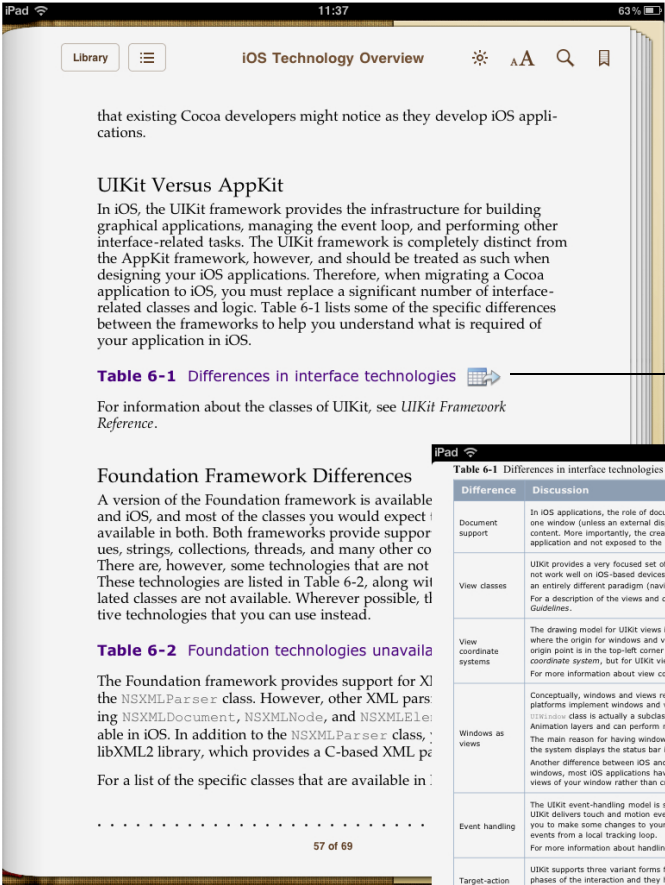 iPad 11:37 63%
Library iOS Technology Overview AA
that existing Cocoa developers might notice as they develop iOS appli-
cations.
UIKit Versus AppKit
In iOS, the UIKit framework provides the infrastructure for building
graphical applications, managing the event loop, and performing other
interface-related tasks. The UIKit framework is completely distinct from
the AppKit framework, however, and should be treated as such when
designing your iOS applications. Therefore, when migrating a Cocoa
application to iOS, you must replace a significant number of interface-
related classes and logic. Table 6-1 lists some of the specific differences
between the frameworks to help you understand what is required of
your application in iOS.
Table 6-1 Differences in interface technologies
For information about the classes of UIKit, see UIKit Framework
Reference.
Foundation Framework Differences
A version of the Foundation framework is available
and iOS, and most of the classes you would expect
available in both. Both frameworks provide suppor
ues, strings, collections, threads, and many other co
There are, however, some technologies that are not
These technologies are listed in Table 6-2, along wit
lated classes are not available. Wherever possible, th
tive technologies that you can use instead.
Table 6-2 Foundation technologies unavaila
The Foundation framework provides support for XM
the NSXMLParser class. However, other XML parsi
ing NSXMLDocument, NSXMLNode, and NSXMLElem
able in iOS. In addition to the NSXMLParser class,
libXML2 library, which provides a C-based XML pa
For a list of the specific classes that are available in
57 of 69
iPad
Table 6-1 Differences in interface technologies
Difference Discussion
Document
support
In iOS applications, the role of docu
one window (unless an external dis
content. More importantly, the crea
application and not exposed to the
View classes
UIKit provides a very focused set of
not work well on iOS-based devices
an entirely different paradigm (navi
For a description of the views and c
Guidelines.
View
coordinate
systems
The drawing model for UIKit views i
where the origin for windows and v
origin point is in the top-left corner
coordinate system, but for UIKit vie
For more information about view co
Windows as
views
Conceptually, windows and views re
platforms implement windows and v
UIWindow class is actually a subclas
Animation layers and can perform m
The main reason for having window
the system displays the status bar i
Another difference between iOS and
windows, most iOS applications hav
views of your window rather than c
Event handling
The UIKit event-handling model is s
UIKit delivers touch and motion eve
you to make some changes to your
events from a local tracking loop.
For more information about handlin
Target-action
UIKit supports three variant forms
phases of the interaction and they h